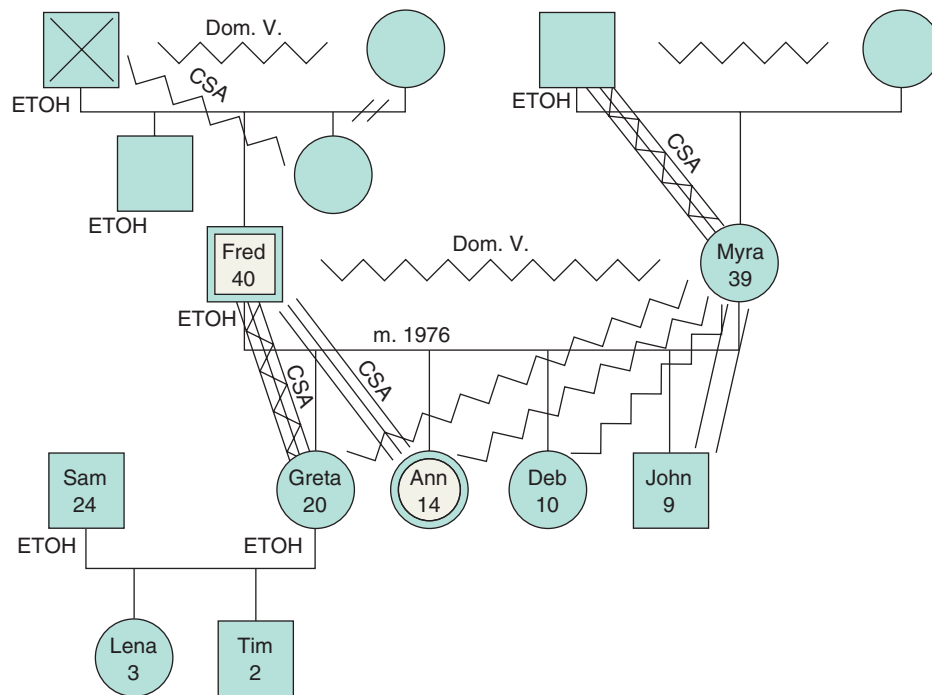 Dom. V.
CSA
ETOH
ETOH
CSA
ETOH
Fred
40
Dom. V.
Myra
39
ETOH
m. 1976
CSA
CSA
Sam
24
Greta
20
Ann
14
Deb
10
John
9
ETOH
ETOH
Lena
3
Tim
2